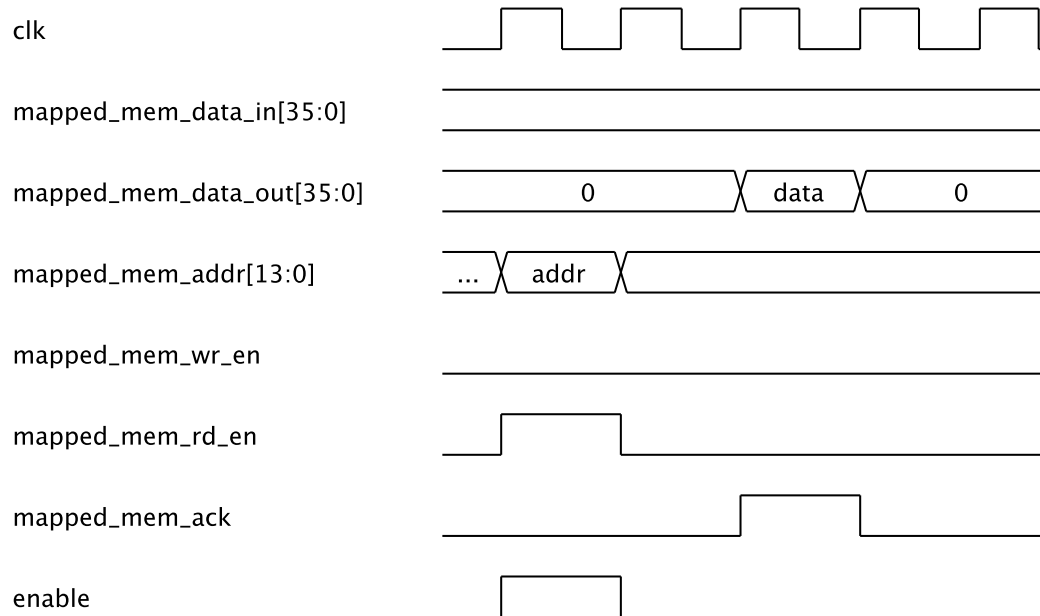 clk
mapped_mem_data_in[35:0]
mapped_mem_data_out[35:0] 0 data 0
mapped_mem_addr[13:0] ... addr
mapped_mem_wr_en
mapped_mem_rd_en
mapped_mem_ack
enable